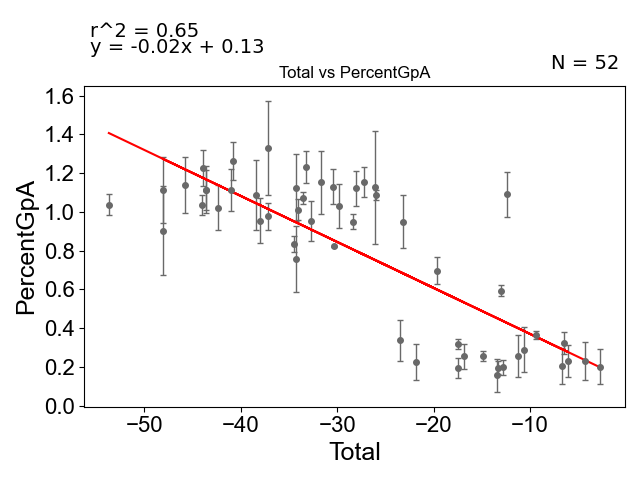 r^2 = 0.65
y = -0.02x + 0.13
N = 52
Total vs PercentGpA
1.6
1.4
1.2
1.0
0.8
0.6
0.4
0.2
0.0
PercentGpA
−50 −40 −30 −20 −10
Total